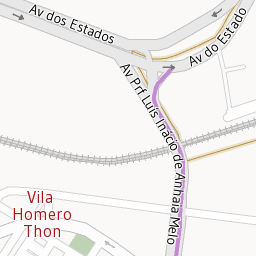 Av dos Estados
Av do Estado
Av Prf Luís Inácio de Anhaia Melo
Vila
Homero
Thon